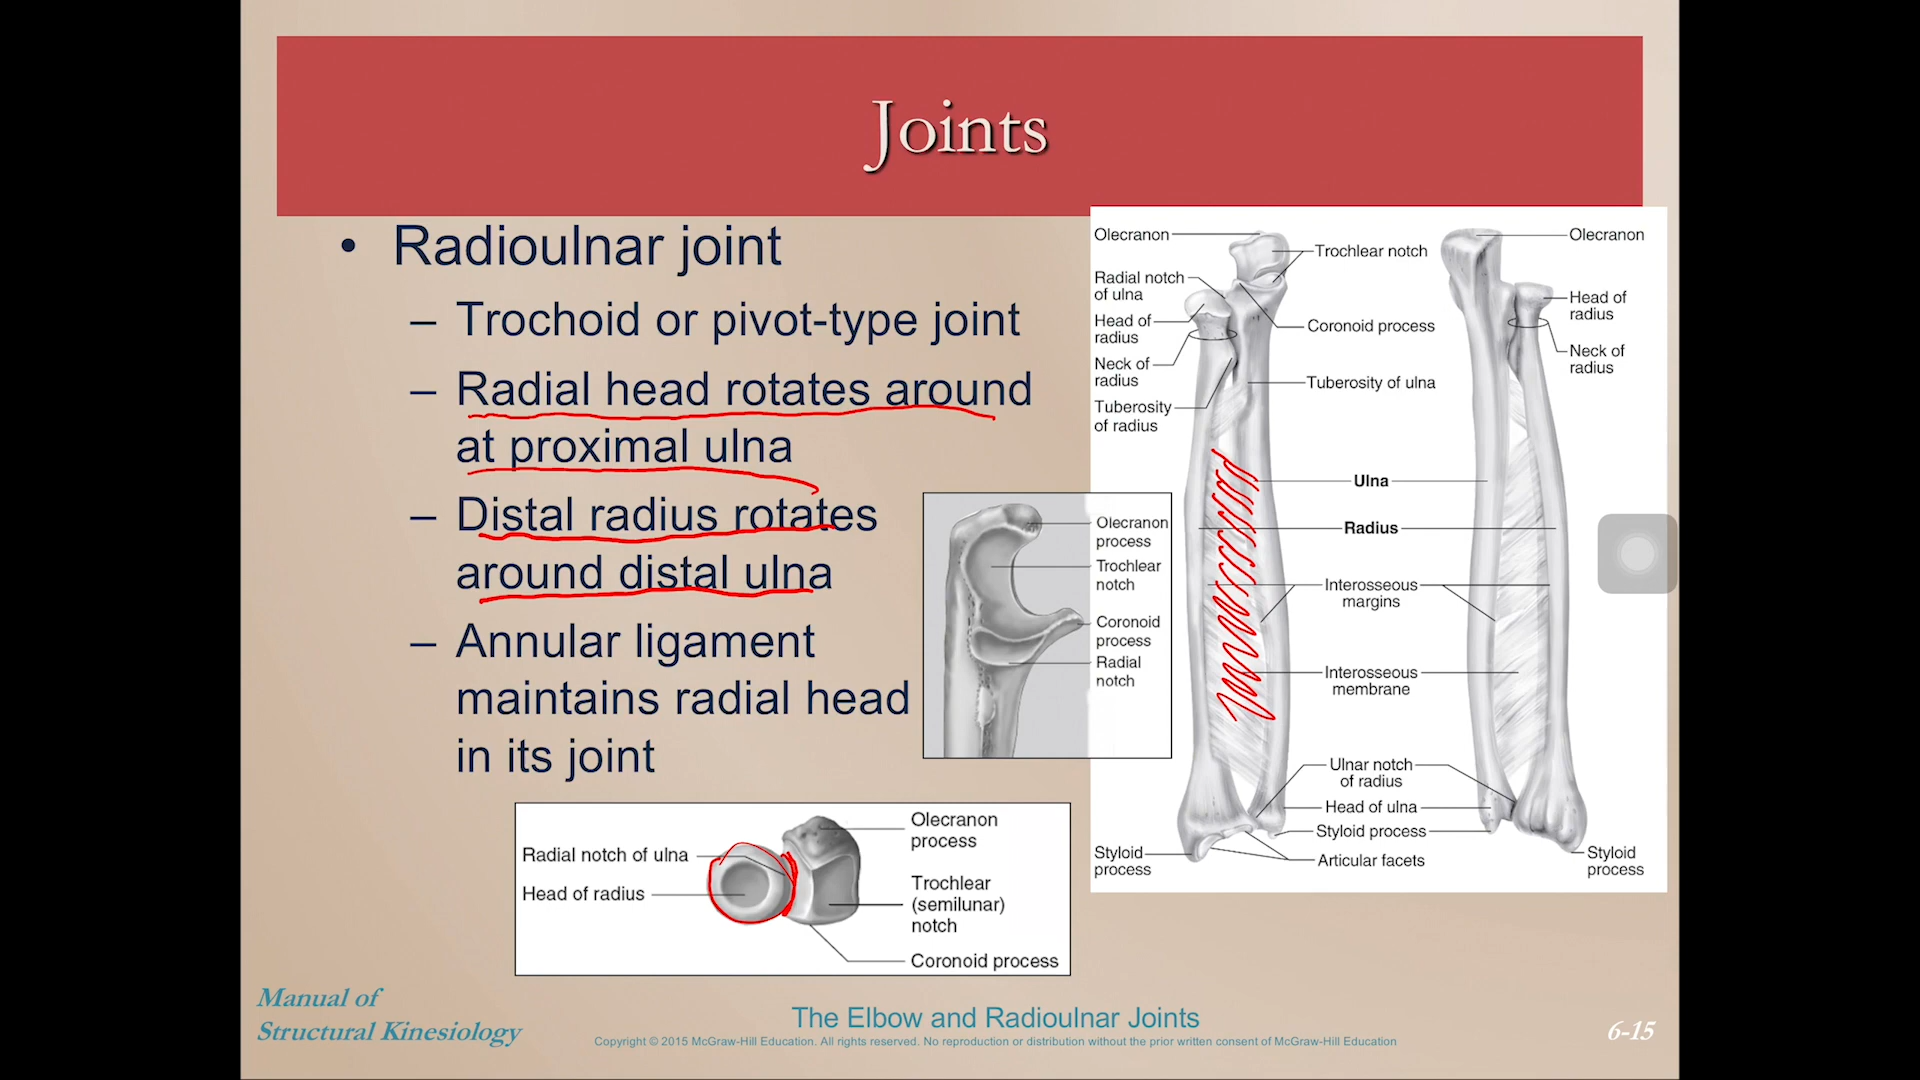 Joints
• Radioulnar joint
– Trochoid or pivot-type joint
– Radial head rotates around
at proximal ulna
– Distal radius rotates
around distal ulna
– Annular ligament
maintains radial head
in its joint
Olecranon
Radial notch
of ulna
Head of
radius
Neck of
radius
Tuberosity
of radius
Trochlear notch
Coronoid process
Tuberosity of ulna
Ulna
Radius
Interosseous
margins
Interosseous
membrane
Ulnar notch
of radius
Head of ulna
Styloid process
Articular facets
Styloid
process
Olecranon
Head of
radius
Neck of
radius
Styloid
process
Olecranon
process
Trochlear
notch
Coronoid
process
Radial
notch
Radial notch of ulna
Head of radius
Olecranon
process
Trochlear
(semilunar)
notch
Coronoid process
Manual of
Structural Kinesiology
The Elbow and Radioulnar Joints
Copyright © 2015 McGraw-Hill Education. All rights reserved. No reproduction or distribution without the prior written consent of McGraw-Hill Education
6-15